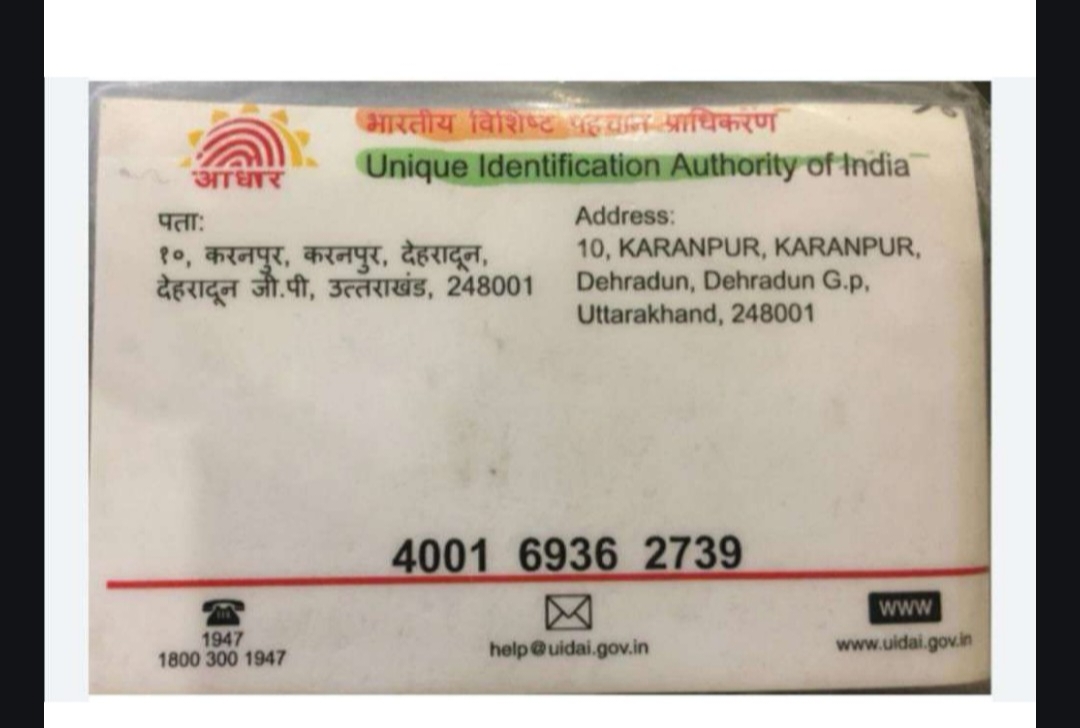 भारतीय विशिष्ट पहचान प्राधिकरण
Unique Identification Authority of India
आधार
पता:
१०, करनपुर, करनपुर, देहरादून,
देहरादून जी.पी, उत्तराखंड, 248001
Address:
10, KARANPUR, KARANPUR,
Dehradun, Dehradun G.p,
Uttarakhand, 248001
4001 6936 2739
1947
1800 300 1947
help@uidai.gov.in
WWW
www.uidai.gov.in